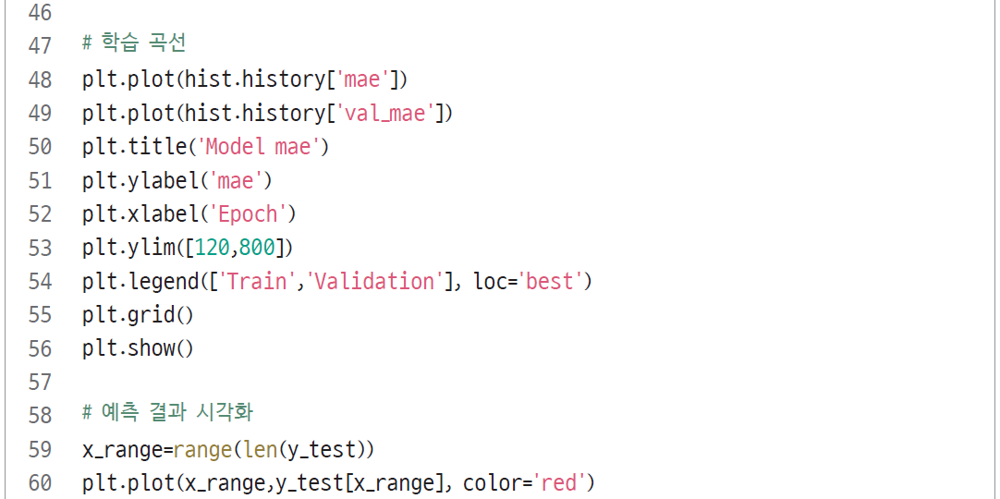 46
47 # 학습 곡선
48 plt.plot(hist.history['mae'])
49 plt.plot(hist.history['val_mae'])
50 plt.title('Model mae')
51 plt.ylabel('mae')
52 plt.xlabel('Epoch')
53 plt.ylim([120,800])
54 plt.legend(['Train','Validation'], loc='best')
55 plt.grid()
56 plt.show()
57
58 # 예측 결과 시각화
59 x_range=range(len(y_test))
60 plt.plot(x_range,y_test[x_range], color='red')